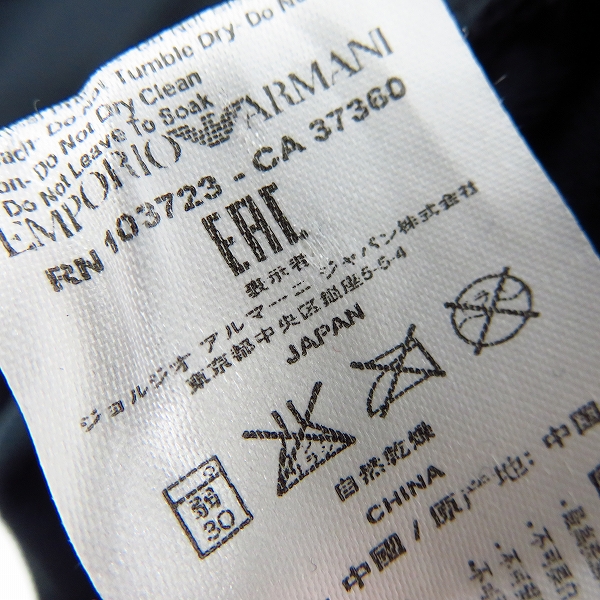 Tumble Dry- Do No
Do Not Dry Clean
on- Do Not Leave To Soak
EMPORIO ARMANI
RN 103723 - CA 37360
EAC
表示者
ジョルジオ アルマーニ ジャパン株式会社
東京都中央区銀座5-5-4
JAPAN
弱
30
自然乾燥
CHINA
中國 / 原产地: 中国